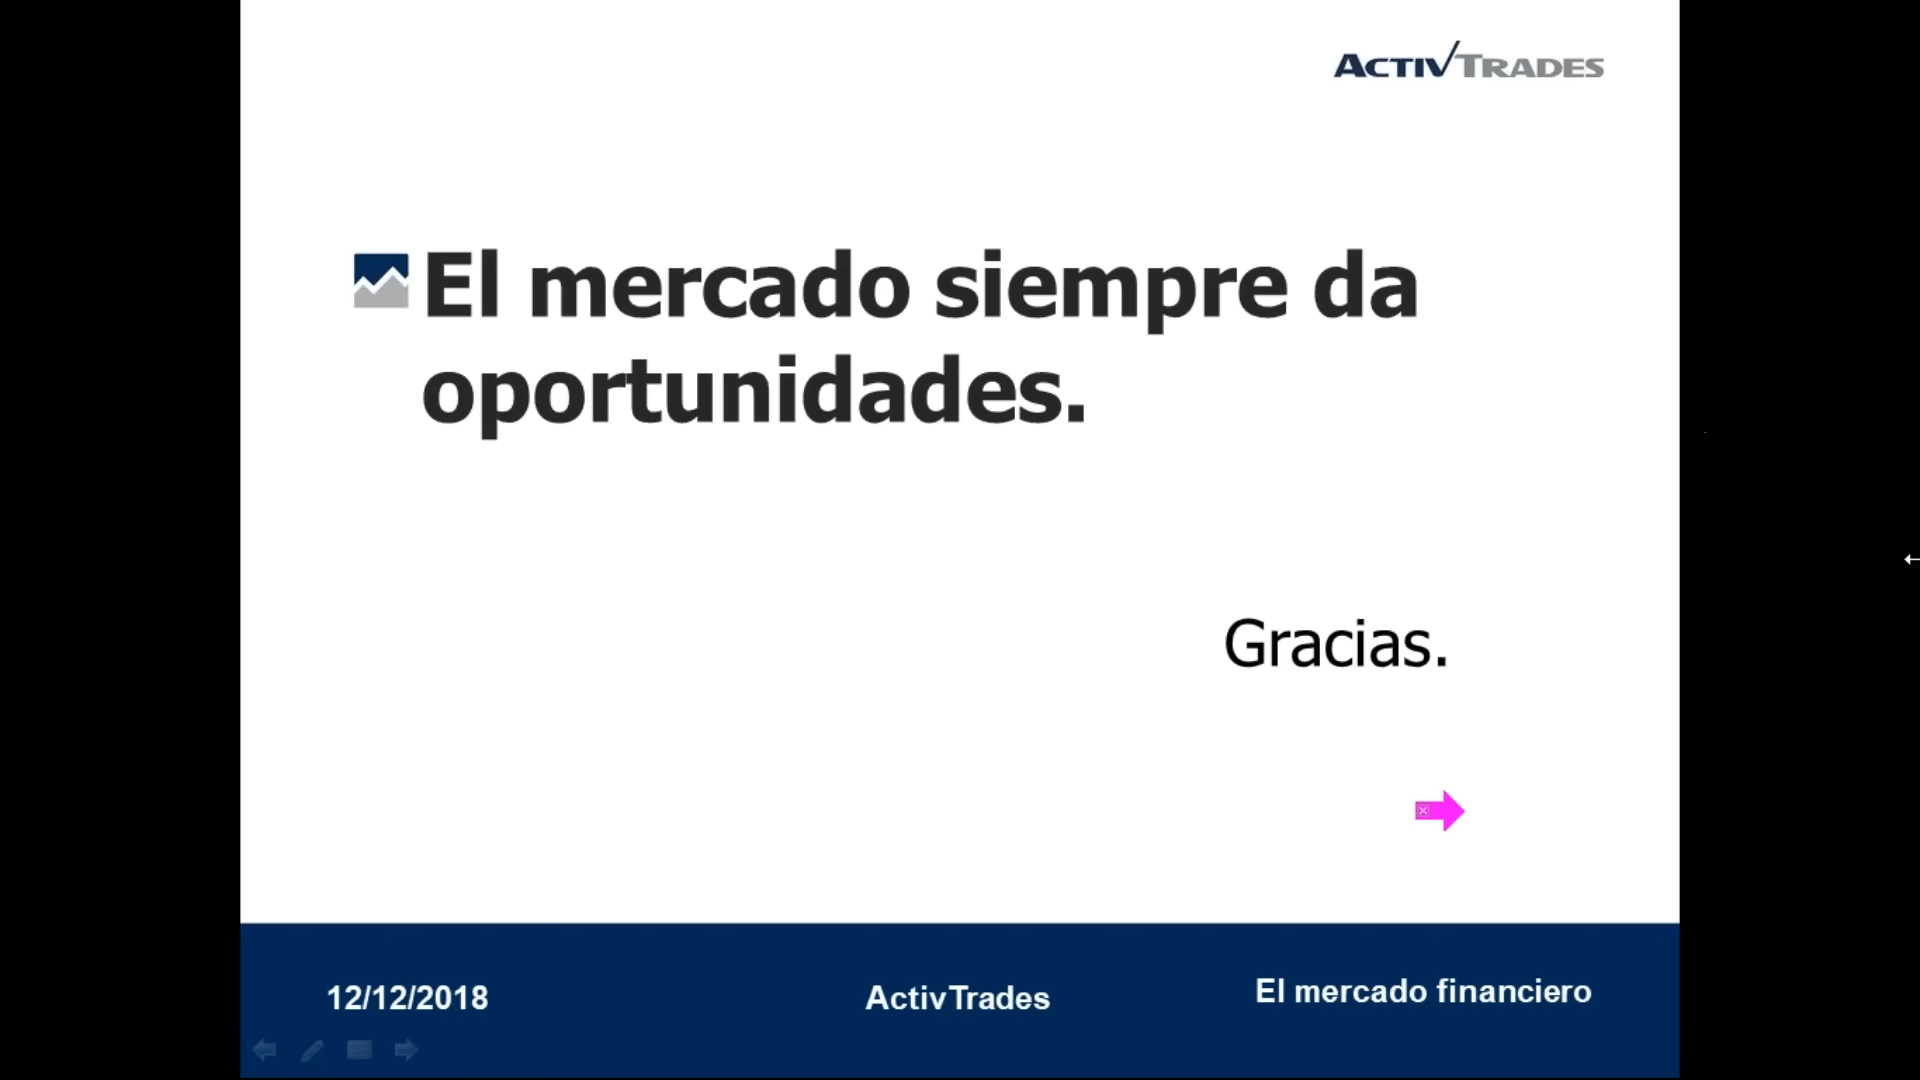 ACTIVTRADES
El mercado siempre da
oportunidades.
Gracias.
12/12/2018
ActivTrades
El mercado financiero